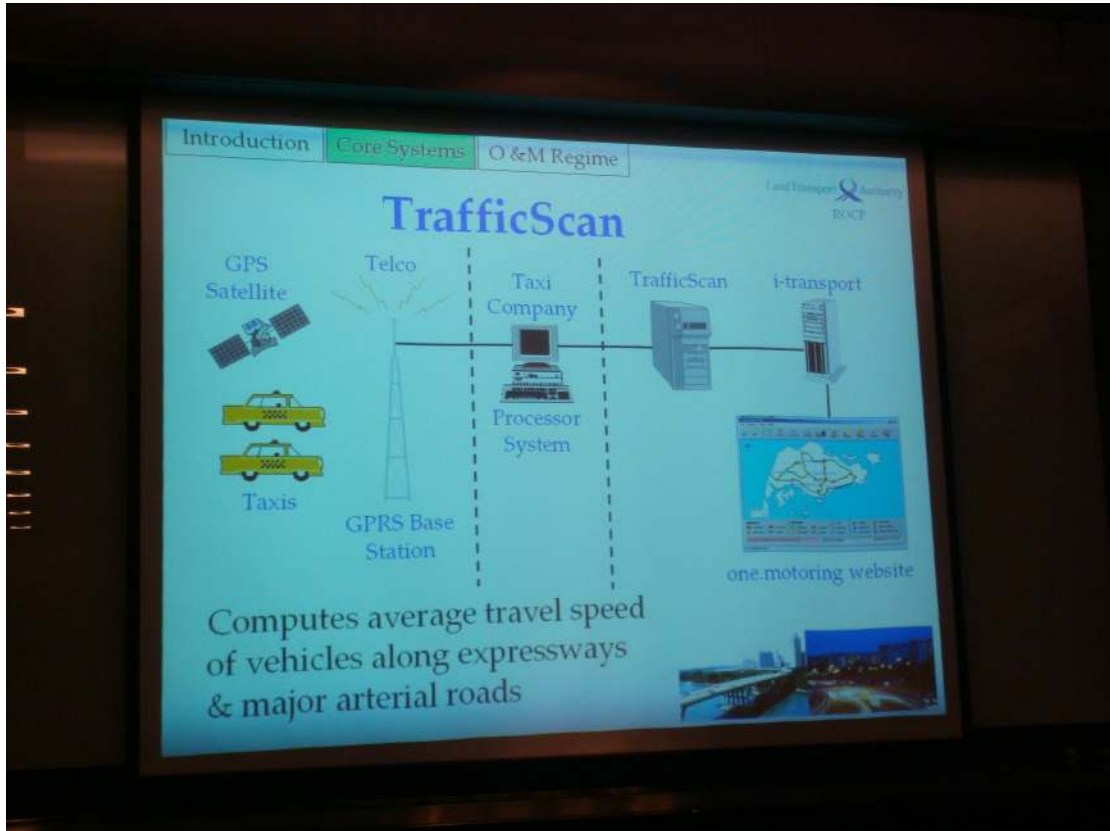 Introduction
Core Systems
O &M Regime
Land Transport Authority
ROCP
TrafficScan
GPS
Satellite
Telco
Taxi
Company
TrafficScan
i-transport
Processor
System
Taxis
GPRS Base
Station
one.motoring website
Computes average travel speed
of vehicles along expressways
& major arterial roads